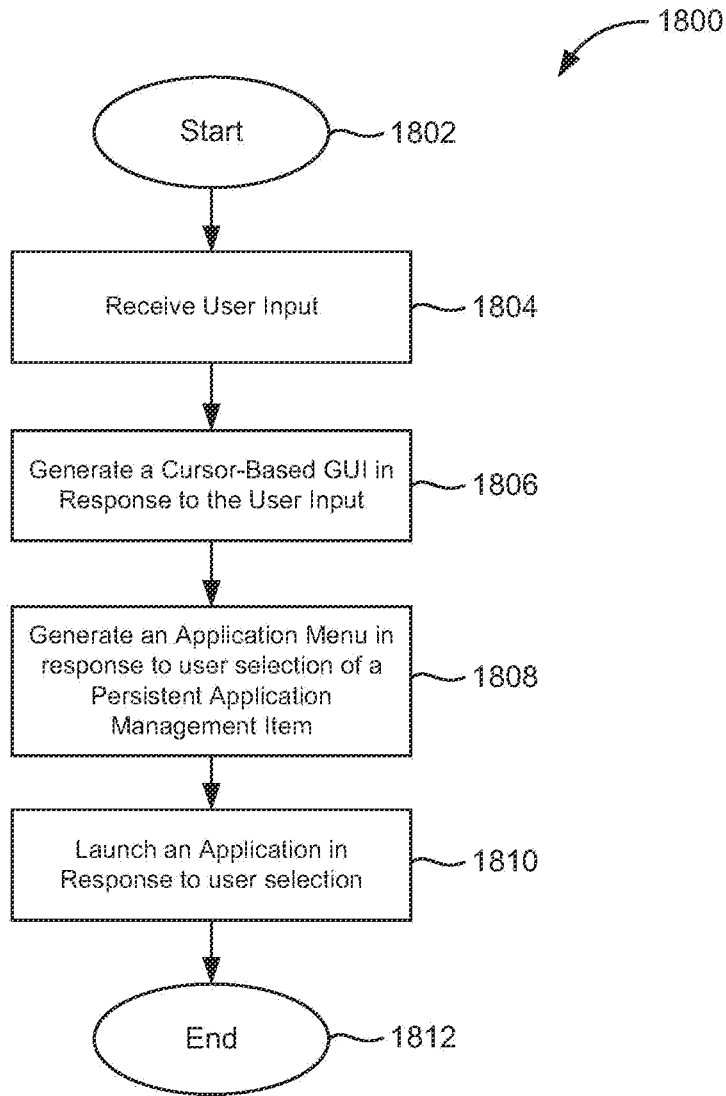 1800
Start
1802
Receive User Input
1804
Generate a Cursor-Based GUI in
Response to the User Input
1806
Generate an Application Menu in
response to user selection of a
Persistent Application
Management Item
1808
Launch an Application in
Response to user selection
1810
End
1812